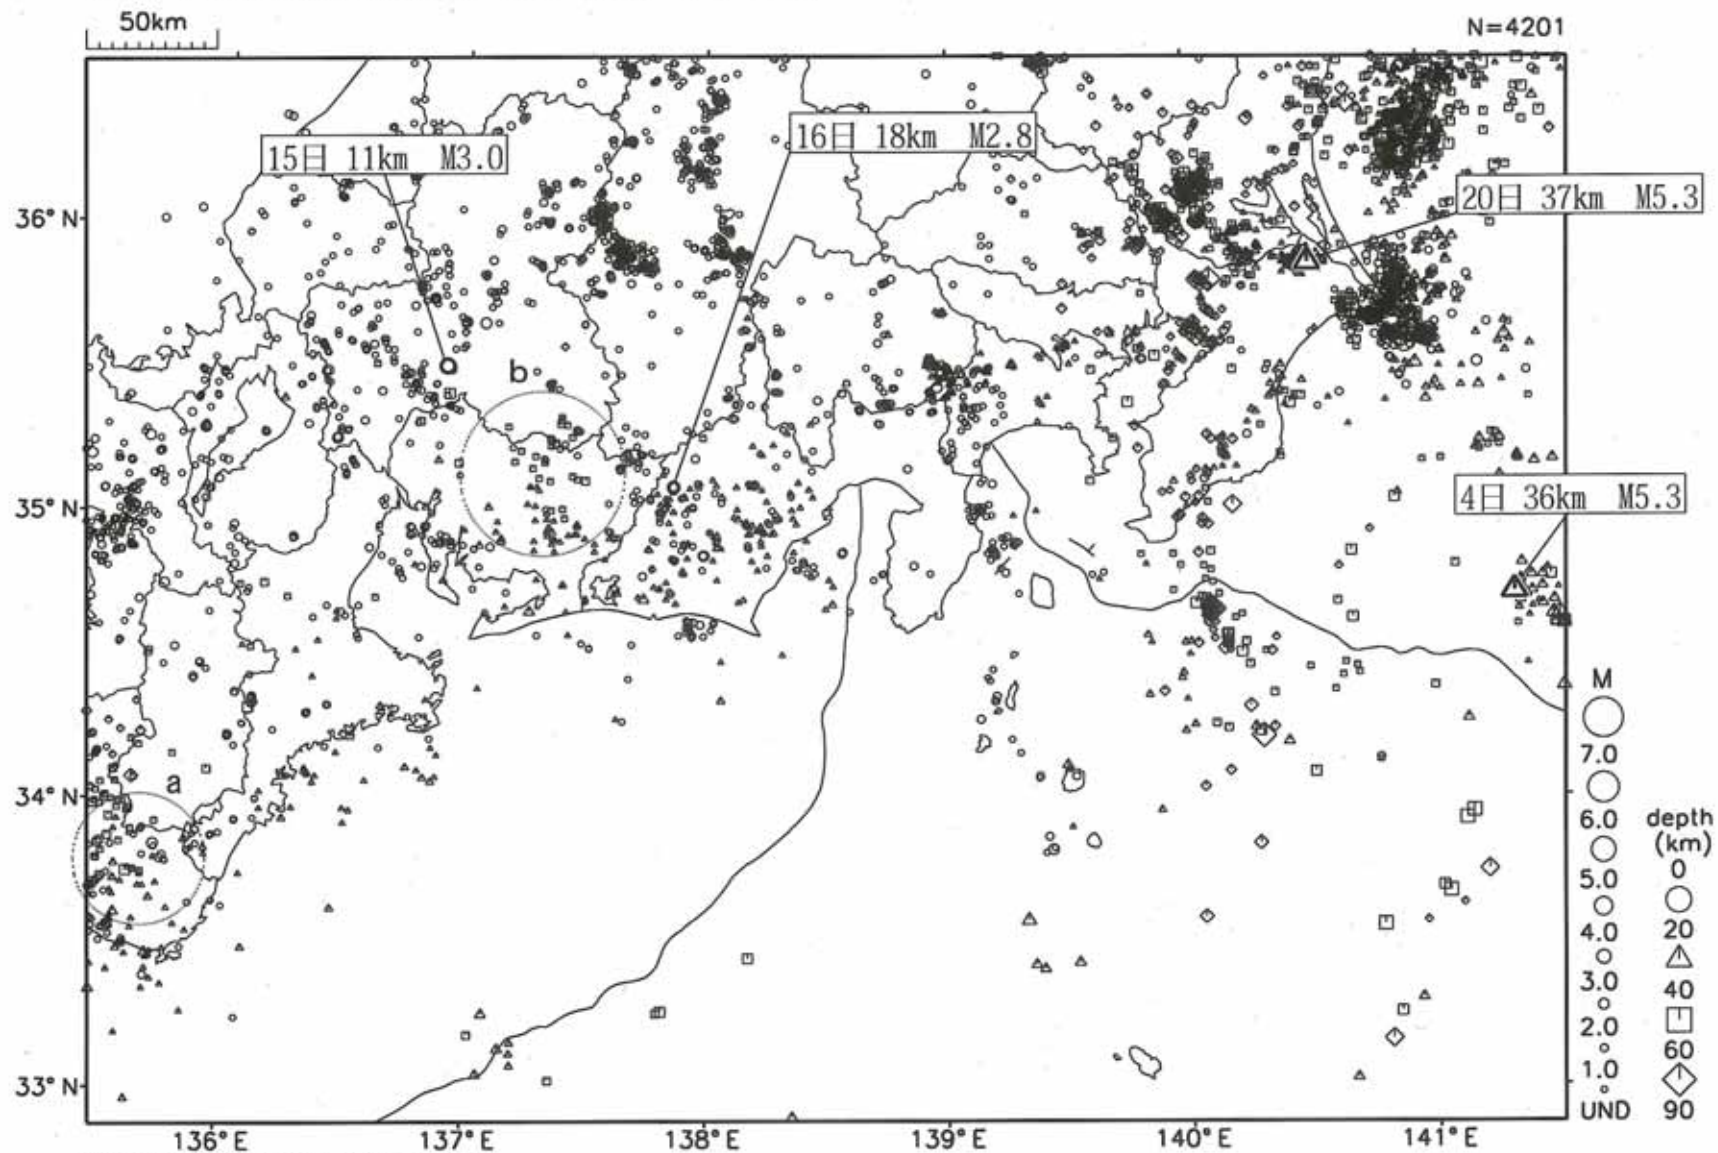 50km
N=4201
16日 18km M2.8
15日 11km M3.0
20日 37km M5.3
36°N
b
35°N
4日 36km M5.3
M
7.0
a
34°N
6.0
depth
(km)
5.0
0
4.0
20
3.0
40
2.0
60
33°N
1.0
UND
90
136°E
137°E
138°E
139°E
140°E
141°E